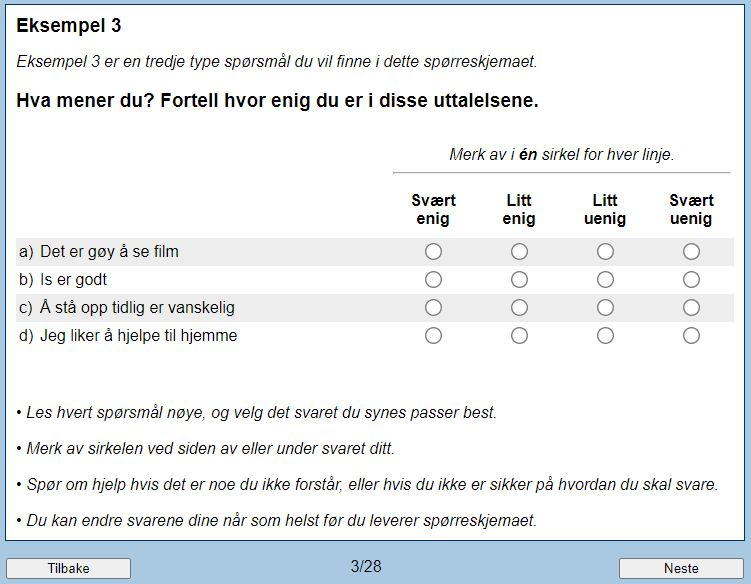 Eksempel 3
Eksempel 3 er en tredje type spørsmål du vil finne i dette spørreskjemaet.
Hva mener du? Fortell hvor enig du er i disse uttalelsene.
Merk av i én sirkel for hver linje.
Svært enig
Litt enig
Litt uenig
Svært uenig
a) Det er gøy å se film
b) Is er godt
c) Å stå opp tidlig er vanskelig
d) Jeg liker å hjelpe til hjemme
• Les hvert spørsmål nøye, og velg det svaret du synes passer best.
• Merk av sirkelen ved siden av eller under svaret ditt.
• Spør om hjelp hvis det er noe du ikke forstår, eller hvis du ikke er sikker på hvordan du skal svare.
• Du kan endre svarene dine når som helst før du leverer spørreskjemaet.
Tilbake
3/28
Neste